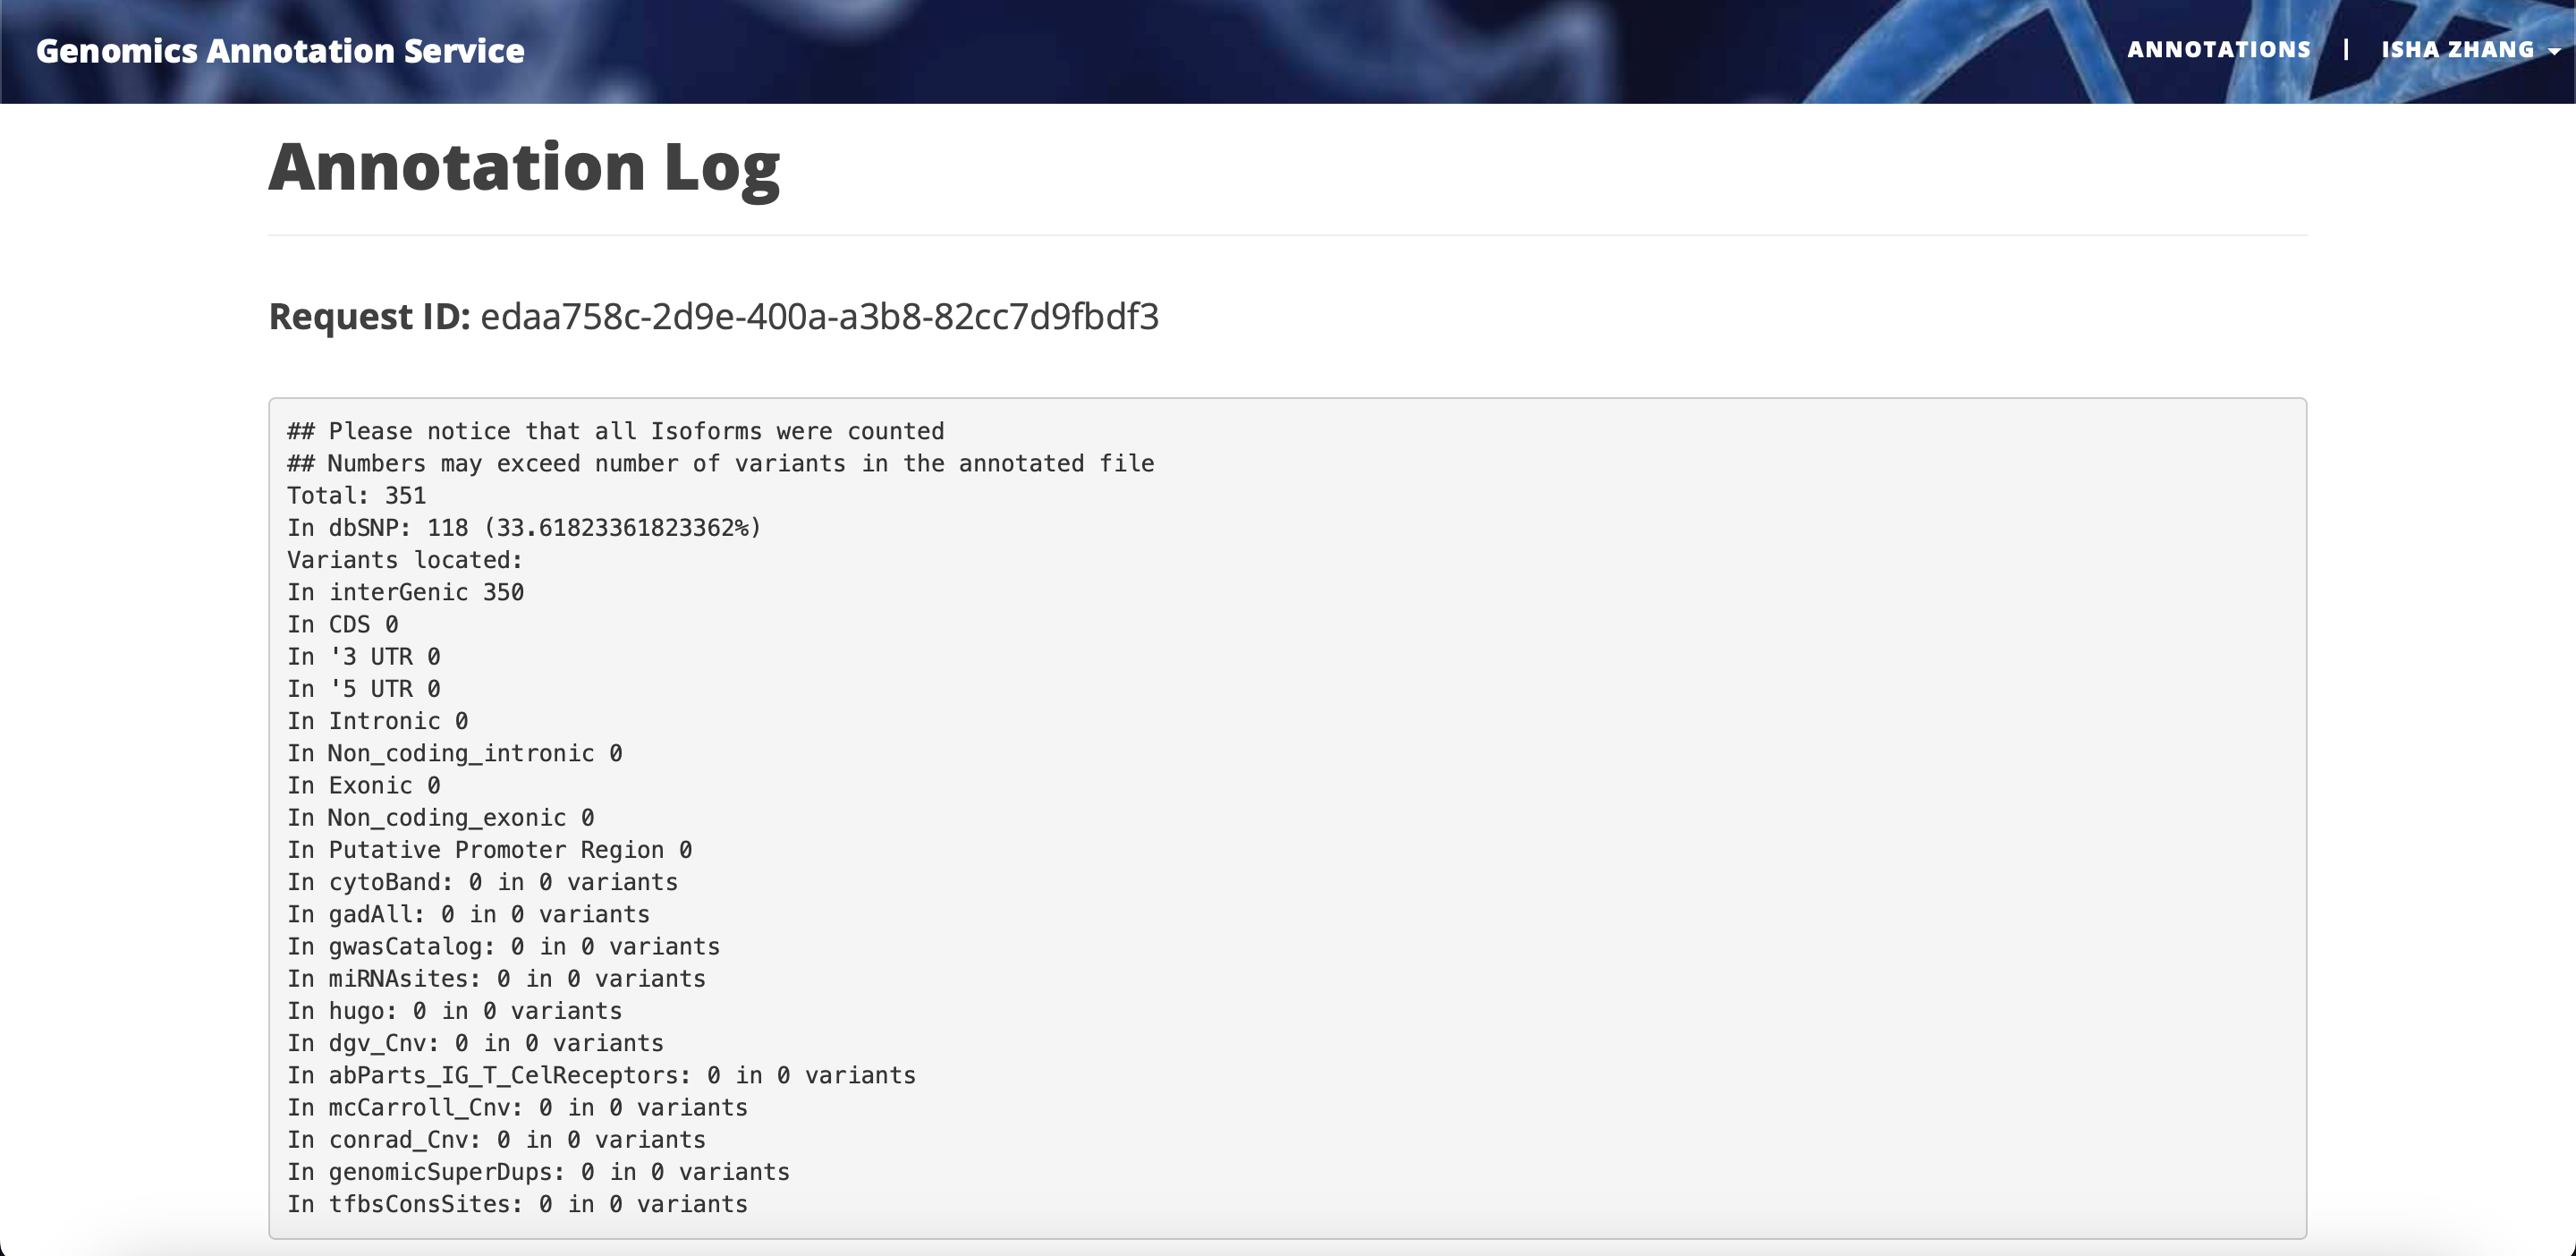 Genomics Annotation Service
ANNOTATIONS | ISHA ZHANG
Annotation Log
Request ID: edaa758c-2d9e-400a-a3b8-82cc7d9fbdf3
## Please notice that all Isoforms were counted
## Numbers may exceed number of variants in the annotated file
Total: 351
In dbSNP: 118 (33.61823361823362%)
Variants located:
In interGenic 350
In CDS 0
In '3 UTR 0
In '5 UTR 0
In Intronic 0
In Non_coding_intronic 0
In Exonic 0
In Non_coding_exonic 0
In Putative Promoter Region 0
In cytoBand: 0 in 0 variants
In gadAll: 0 in 0 variants
In gwasCatalog: 0 in 0 variants
In miRNAsites: 0 in 0 variants
In hugo: 0 in 0 variants
In dgv_Cnv: 0 in 0 variants
In abParts_IG_T_CelReceptors: 0 in 0 variants
In mcCarroll_Cnv: 0 in 0 variants
In conrad_Cnv: 0 in 0 variants
In genomicSuperDups: 0 in 0 variants
In tfbsConsSites: 0 in 0 variants